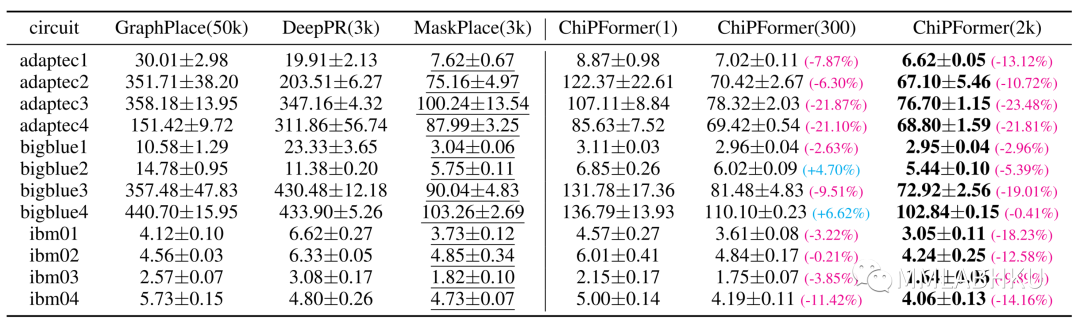 circuit GraphPlace(50k) DeepPR(3k) MaskPlace(3k) ChiPFormer(1) ChiPFormer(300) ChiPFormer(2k)
adaptec1 30.01±2.98 19.91±2.13 7.62±0.67 8.87±0.98 7.02±0.11 (-7.87%) 6.62±0.05 (-13.12%)
adaptec2 351.71±38.20 203.51±6.27 75.16±4.97 122.37±22.61 70.42±2.67 (-6.30%) 67.10±5.46 (-10.72%)
adaptec3 358.18±13.95 347.16±4.32 100.24±13.54 107.11±8.84 78.32±2.03 (-21.87%) 76.70±1.15 (-23.48%)
adaptec4 151.42±9.72 311.86±56.74 87.99±3.25 85.63±7.52 69.42±0.54 (-21.10%) 68.80±1.59 (-21.81%)
bigblue1 10.58±1.29 23.33±3.65 3.04±0.06 3.11±0.03 2.96±0.04 (-2.63%) 2.95±0.04 (-2.96%)
bigblue2 14.78±0.95 11.38±0.20 5.75±0.11 6.85±0.26 6.02±0.09 (+4.70%) 5.44±0.10 (-5.39%)
bigblue3 357.48±47.83 430.48±12.18 90.04±4.83 131.78±17.36 81.48±4.83 (-9.51%) 72.92±2.56 (-19.01%)
bigblue4 440.70±15.95 433.90±5.26 103.26±2.69 136.79±13.93 110.10±0.23 (+6.62%) 102.84±0.15 (-0.41%)
ibm01 4.12±0.10 6.62±0.27 3.73±0.12 4.57±0.27 3.61±0.08 (-3.22%) 3.05±0.11 (-18.23%)
ibm02 4.56±0.03 6.33±0.05 4.85±0.34 6.01±0.41 4.84±0.17 (-0.21%) 4.24±0.25 (-12.58%)
ibm03 2.57±0.07 3.08±0.17 1.82±0.10 2.15±0.17 1.75±0.07 (-3.85%)
MMLABHKU
ibm04 5.73±0.15 4.80±0.26 4.73±0.07 5.00±0.14 4.19±0.11 (-11.42%) 4.06±0.13 (-14.16%)